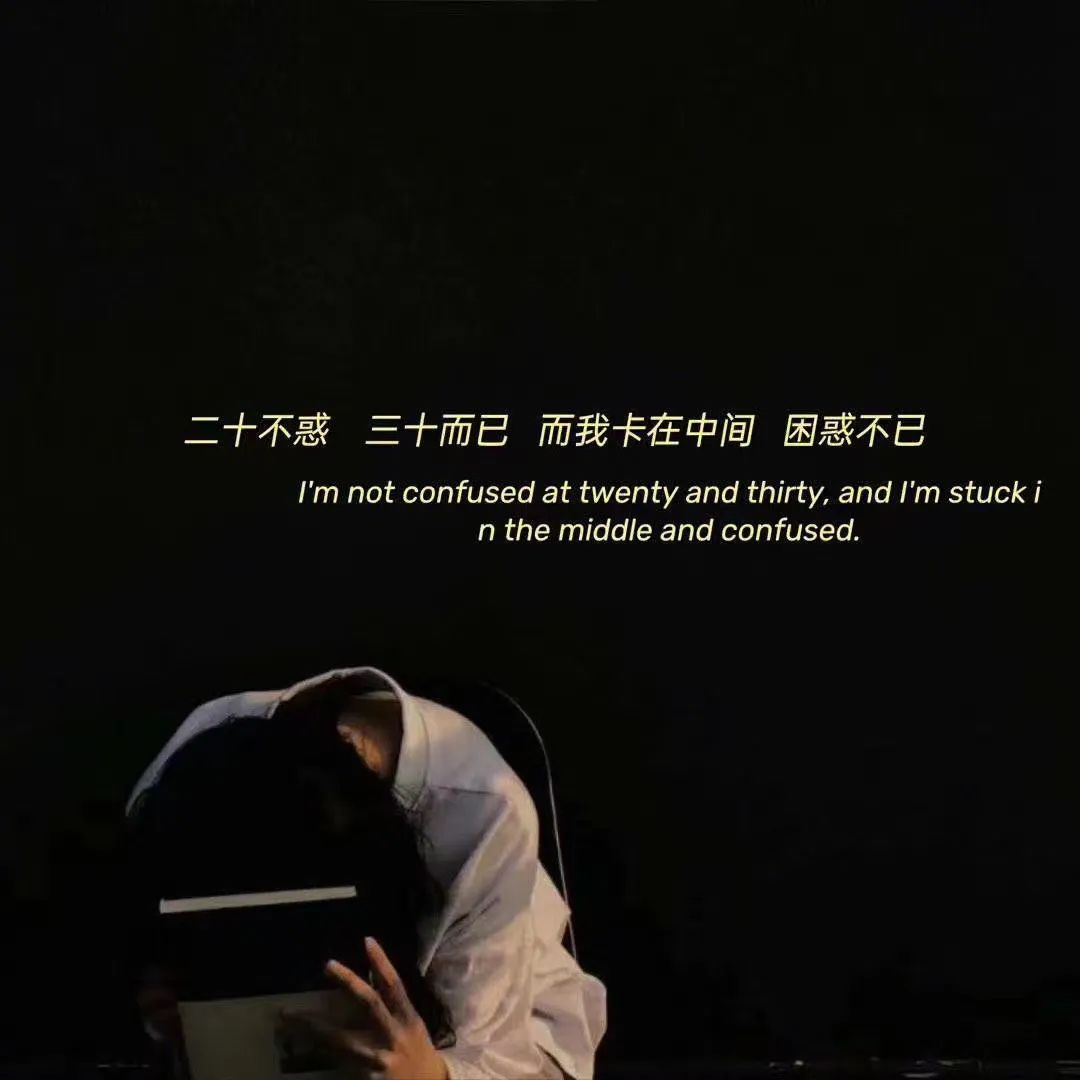 二十不惑 三十而已 而我卡在中间 困惑不已
I'm not confused at twenty and thirty, and I'm stuck i
n the middle and confused.